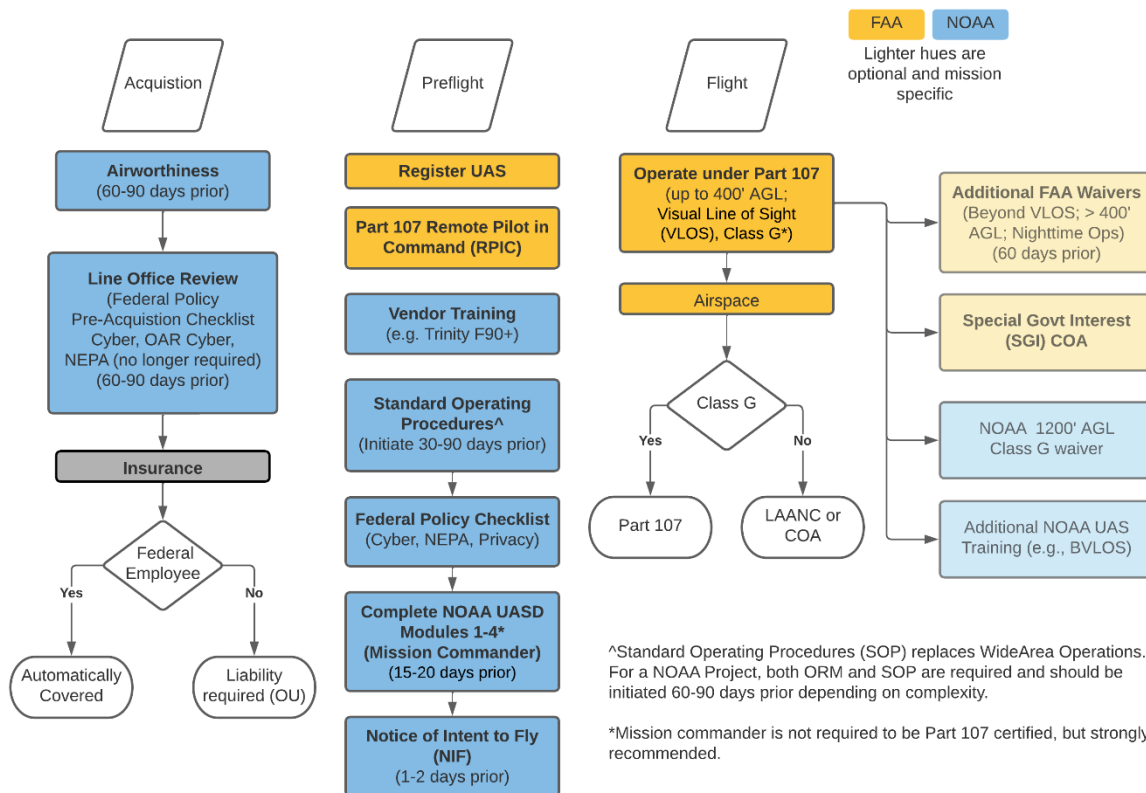 FAA
NOAA
Lighter hues are
optional and mission
specific
Acquistion
Airworthiness
(60-90 days prior)
Line Office Review
(Federal Policy
Pre-Acquistion Checklist
Cyber, OAR Cyber,
NEPA (no longer required)
(60-90 days prior)
Insurance
Federal
Employee
Yes
No
Automatically
Covered
Liability
required (OU)
Preflight
Register UAS
Part 107 Remote Pilot in
Command (RPIC)
Vendor Training
(e.g. Trinity F90+)
Standard Operating
Procedures^
(Initiate 30-90 days prior)
Federal Policy Checklist
(Cyber, NEPA, Privacy)
Complete NOAA UASD
Modules 1-4*
(Mission Commander)
(15-20 days prior)
Notice of Intent to Fly
(NIF)
(1-2 days prior)
Flight
Operate under Part 107
(up to 400' AGL;
Visual Line of Sight
(VLOS), Class G*)
Airspace
Class G
Yes
No
Part 107
LAANC or
COA
Additional FAA Waivers
(Beyond VLOS; > 400'
AGL; Nighttime Ops)
(60 days prior)
Special Govt Interest
(SGI) COA
NOAA 1200' AGL
Class G waiver
Additional NOAA UAS
Training (e.g., BVLOS)
^Standard Operating Procedures (SOP) replaces WideArea Operations.
For a NOAA Project, both ORM and SOP are required and should be
initiated 60-90 days prior depending on complexity.
*Mission commander is not required to be Part 107 certified, but strongly
recommended.